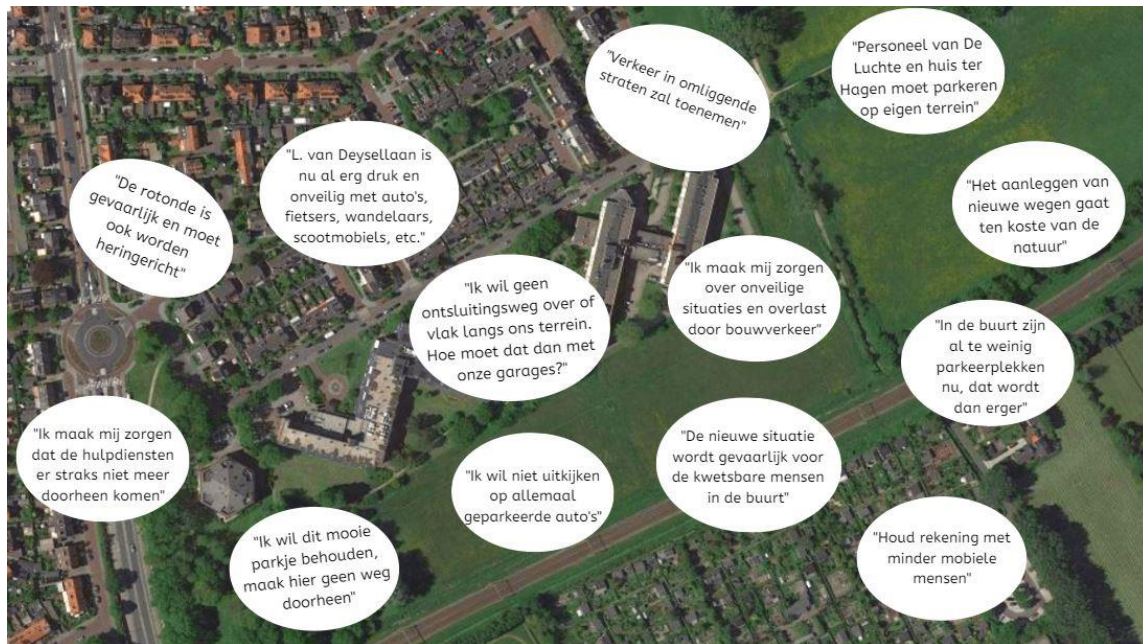 "Verkeer in omliggende
straten zal toenemen"
"Personeel van De
Luchte en huis ter
Hagen moet parkeren
op eigen terrein"
"L. van Deysellaan is
nu al erg druk en
onveilig met auto's,
fietsers, wandelaars,
scootmobiels, etc."
"De rotonde is
gevaarlijk en moet
ook worden
heringericht"
"Het aanleggen van
nieuwe wegen gaat
ten koste van de
natuur"
"Ik wil geen
ontsluitingsweg over of
vlak langs ons terrein.
Hoe moet dat dan met
onze garages?"
"Ik maak mij zorgen
over onveilige
situaties en overlast
door bouwverkeer"
"In de buurt zijn
al te weinig
parkeerplekken
nu, dat wordt
dan erger"
"Ik maak mij zorgen
dat de hulpdiensten
er straks niet meer
doorheen komen"
"Ik wil niet uitkijken
op allemaal
geparkeerde auto's"
"De nieuwe situatie
wordt gevaarlijk voor
de kwetsbare mensen
in de buurt"
"Ik wil dit mooie
parkje behouden,
maak hier geen weg
doorheen"
"Houd rekening met
minder mobiele
mensen"